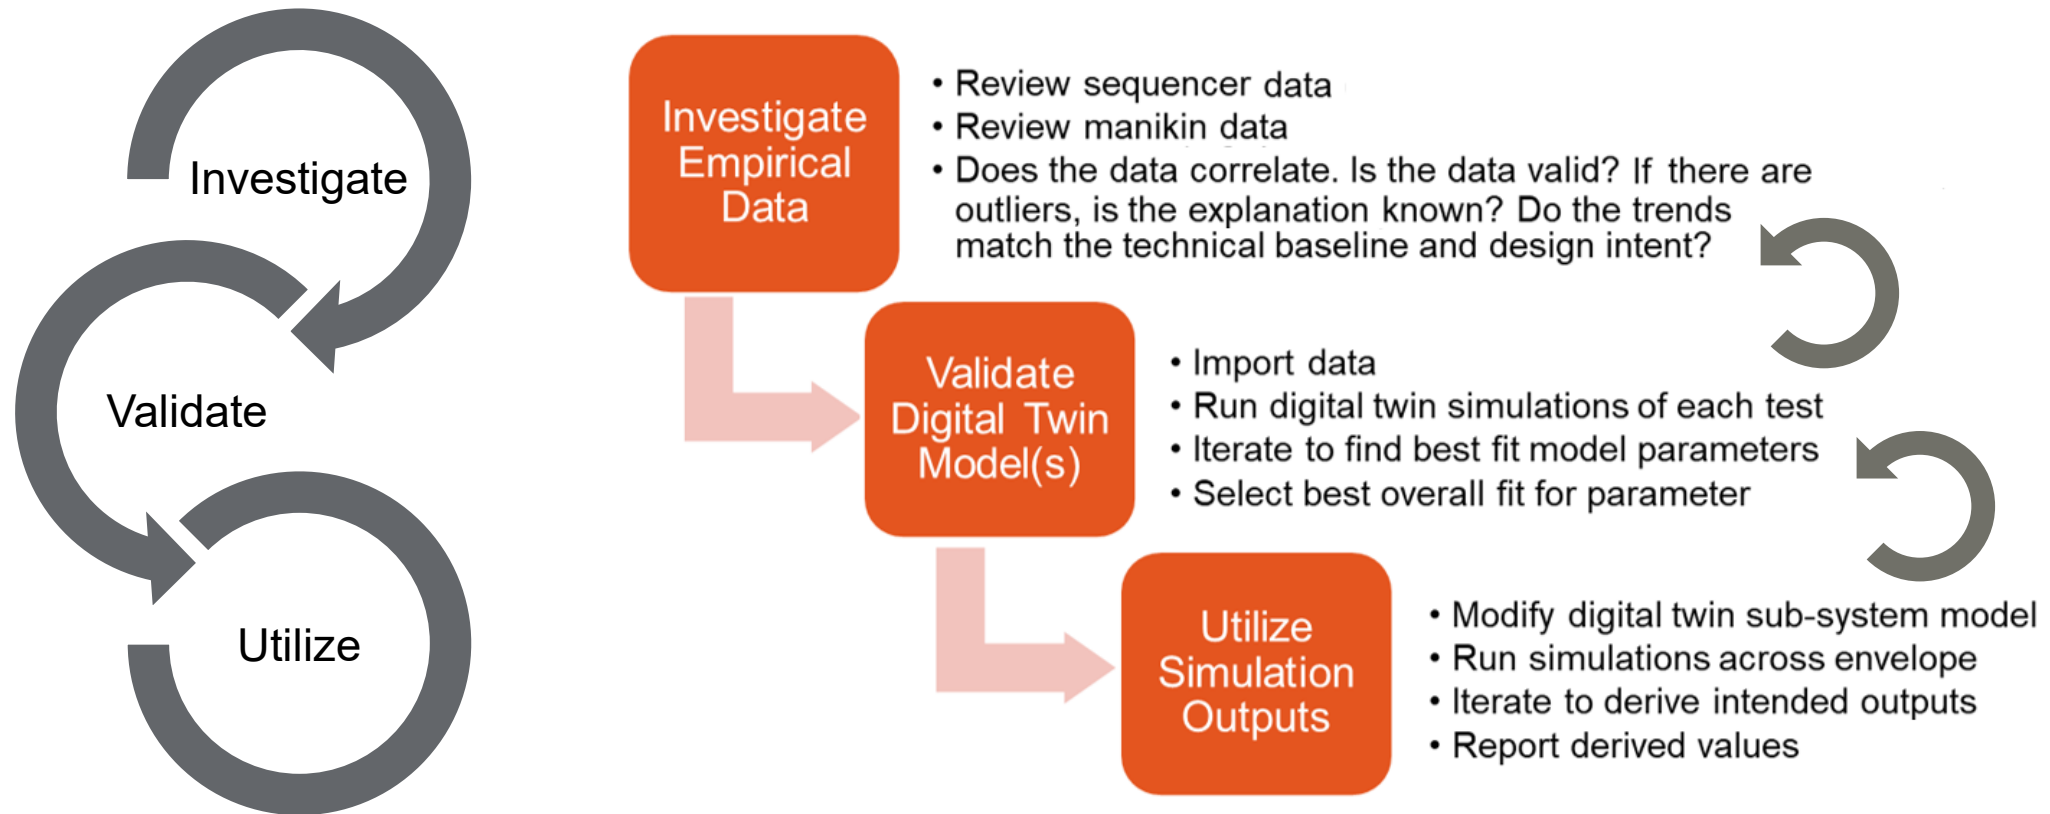 Investigate
Validate
Utilize
Investigate
Empirical
Data
• Review sequencer data
• Review manikin data
• Does the data correlate. Is the data valid? If there are
outliers, is the explanation known? Do the trends
match the technical baseline and design intent?
Validate
Digital Twin
Model(s)
• Import data
• Run digital twin simulations of each test
• Iterate to find best fit model parameters
• Select best overall fit for parameter
Utilize
Simulation
Outputs
• Modify digital twin sub-system model
• Run simulations across envelope
• Iterate to derive intended outputs
• Report derived values